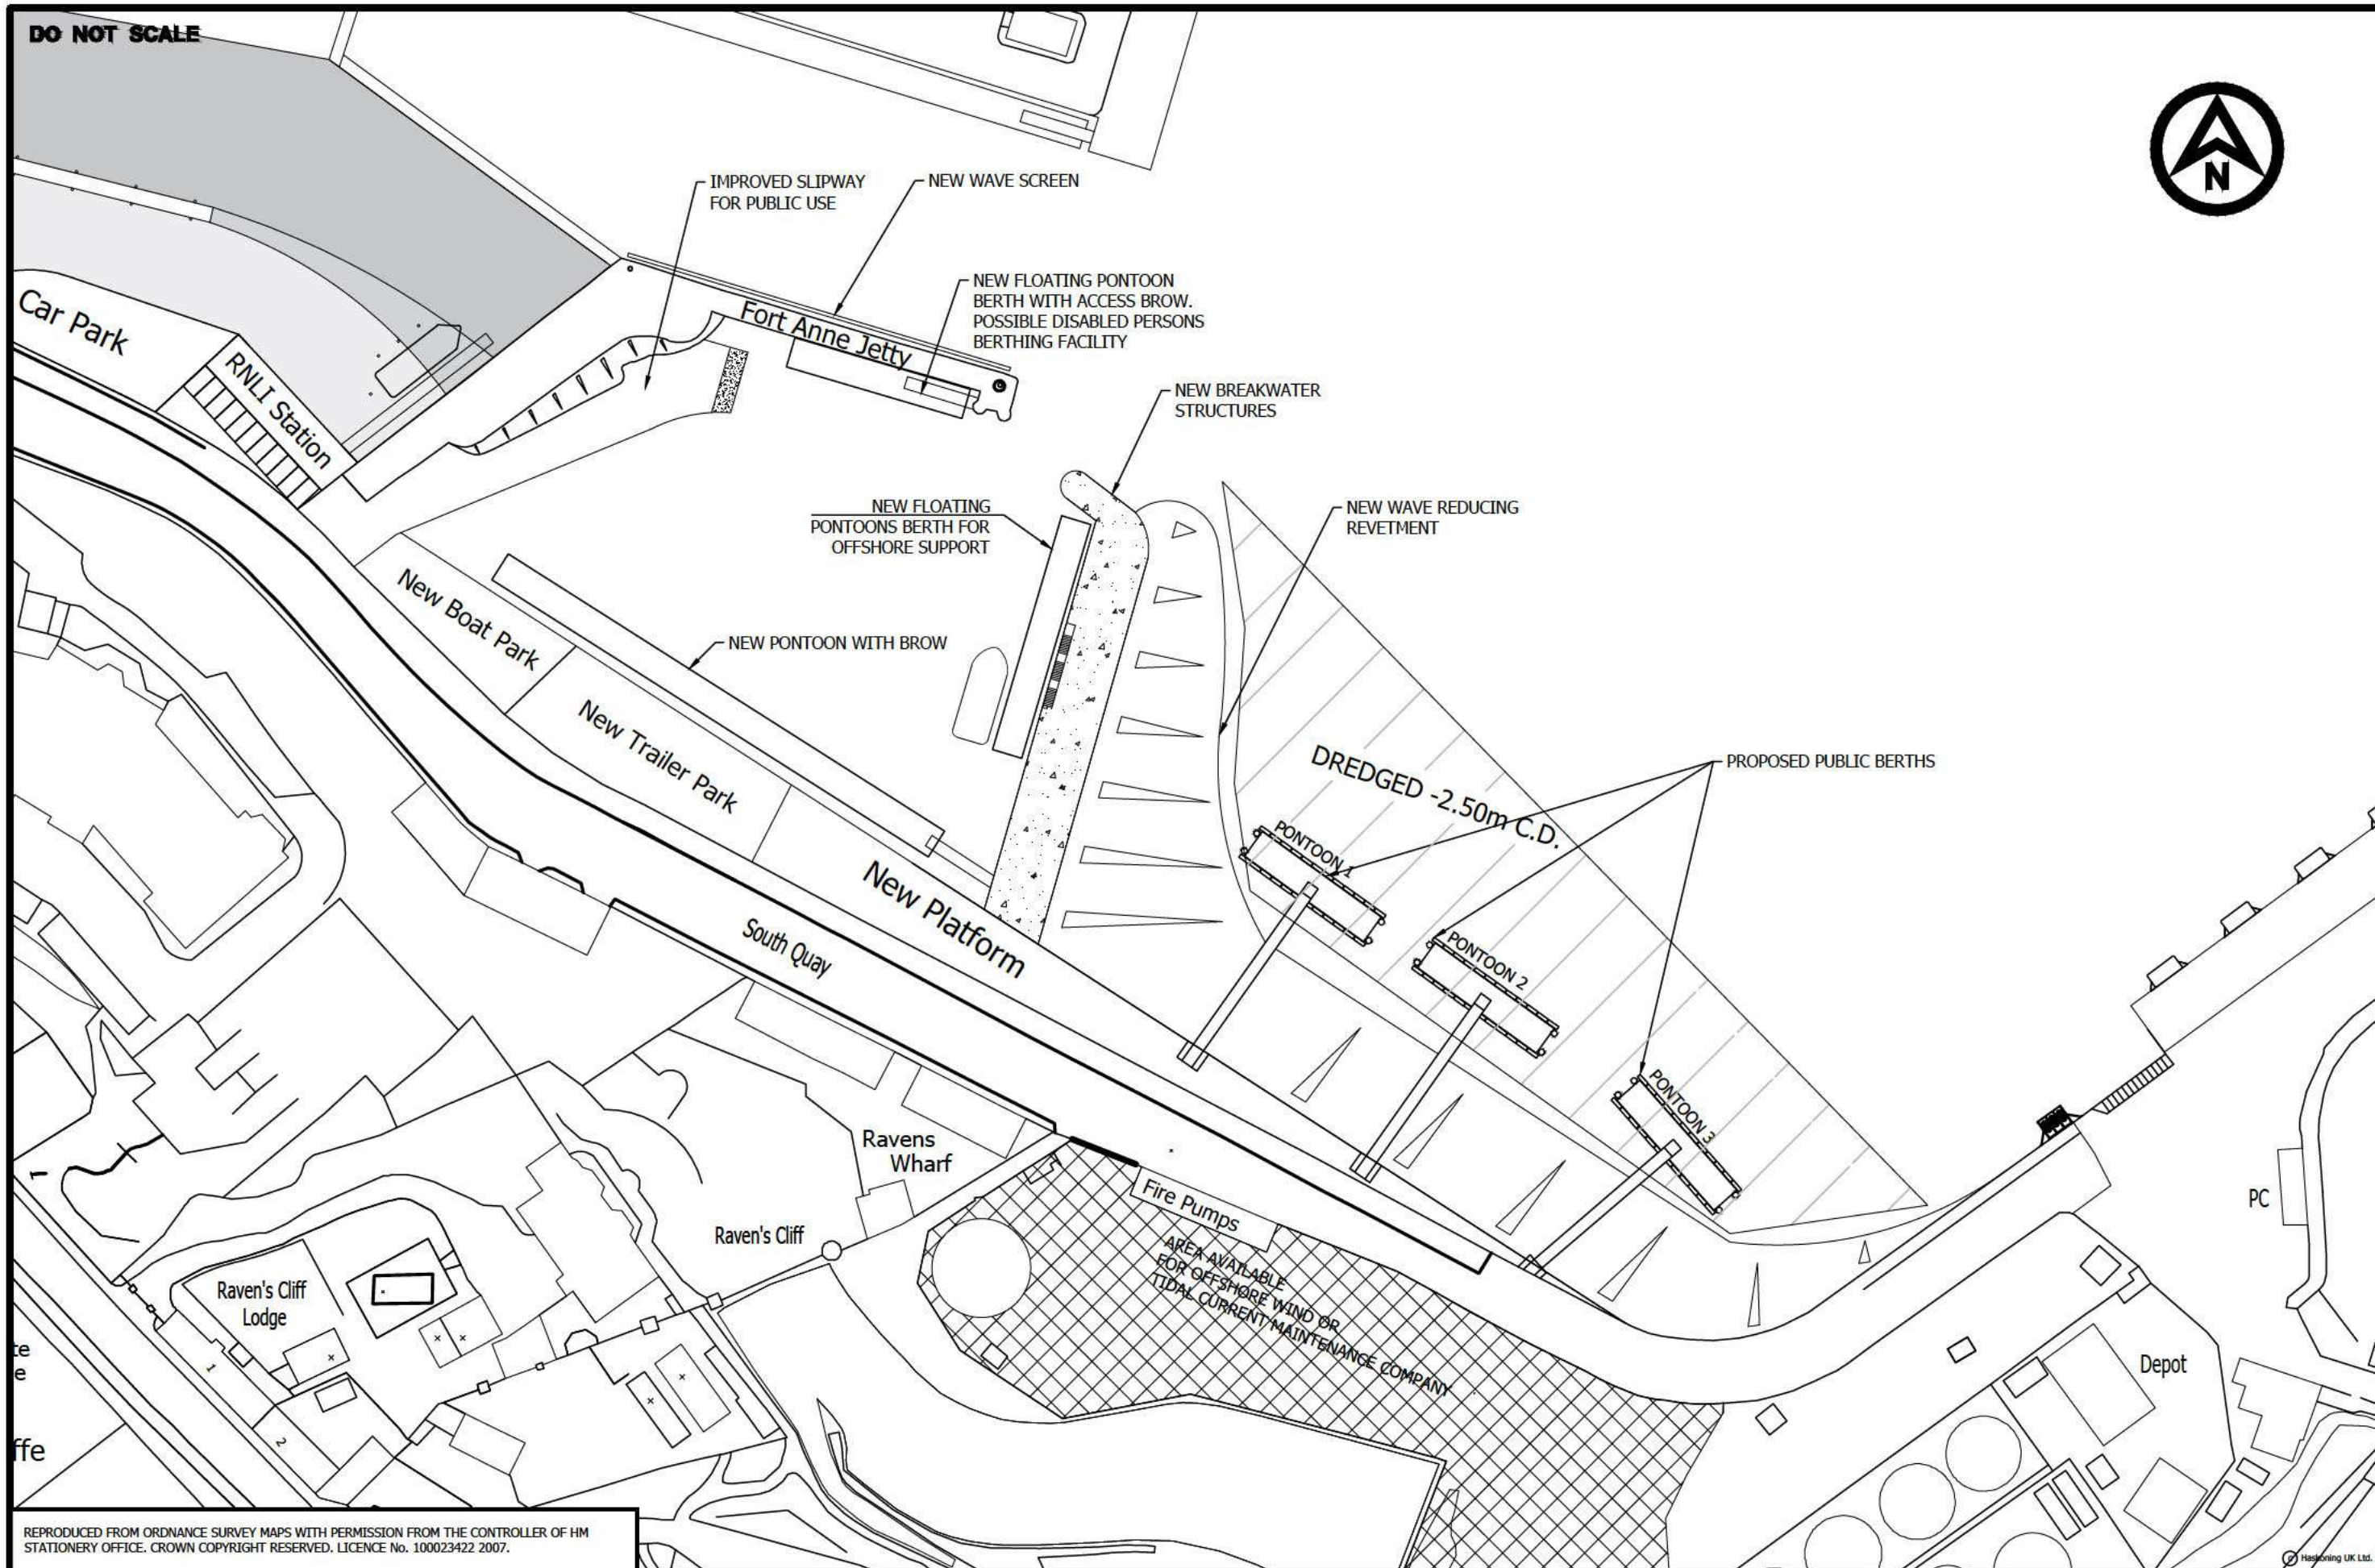 DO NOT SCALE
N
IMPROVED SLIPWAY
FOR PUBLIC USE
NEW WAVE SCREEN
NEW FLOATING PONTOON
BERTH WITH ACCESS BROW.
POSSIBLE DISABLED PERSONS
BERTHING FACILITY
Car Park
RNLI Station
Fort Anne Jetty
NEW BREAKWATER
STRUCTURES
NEW FLOATING
PONTOONS BERTH FOR
OFFSHORE SUPPORT
NEW WAVE REDUCING
REVETMENT
New Boat Park
NEW PONTOON WITH BROW
New Trailer Park
DREDGED -2.50m C.D.
PROPOSED PUBLIC BERTHS
PONTOON 1
New Platform
South Quay
PONTOON 2
PONTOON 3
Ravens
Wharf
Fire Pumps
PC
Raven's Cliff
AREA AVAILABLE
FOR OFFSHORE WIND OR
TIDAL CURRENT MAINTENANCE COMPANY
Raven's Cliff
Lodge
te
e
1
Depot
2
ffe
REPRODUCED FROM ORDNANCE SURVEY MAPS WITH PERMISSION FROM THE CONTROLLER OF HM
STATIONERY OFFICE. CROWN COPYRIGHT RESERVED. LICENCE No. 100023422 2007.
© Haskoning UK Ltd.